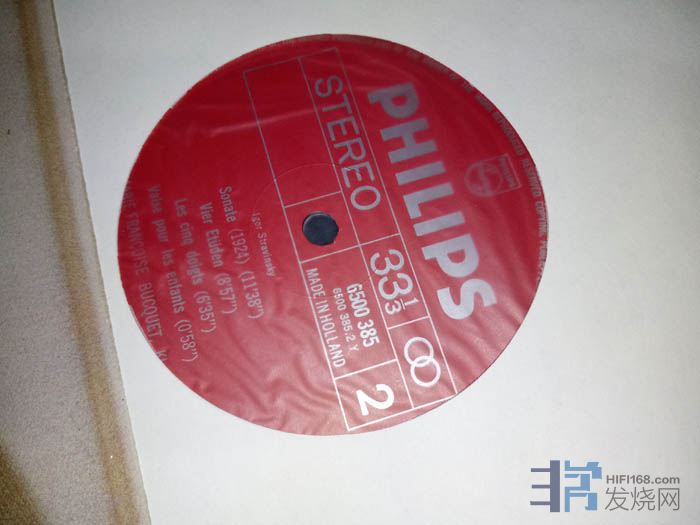 PHILIPS
STEREO
33⅓
PHILIPS
6500 385
6500 385.2 Y
MADE IN HOLLAND
2
Igor Stravinsky
Sonate (1924) (11'38")
Vier Etüden (8'57")
Les cinq doigts (6'35")
Valse pour les enfants (0'58")
FRANÇOISE BUCQUET,
HIFI168.com
发烧网